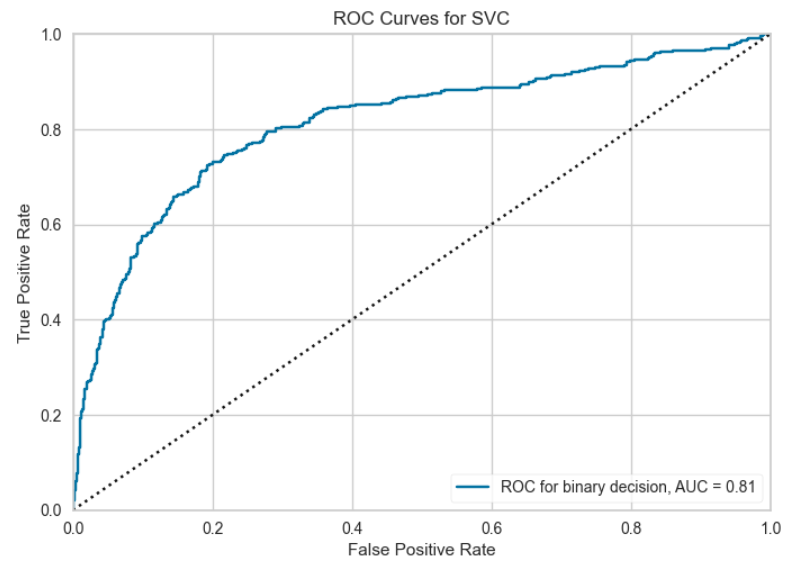 ROC Curves for SVC
True Positive Rate
1.0
0.8
0.6
0.4
0.2
0.0
ROC for binary decision, AUC = 0.81
0.0 0.2 0.4 0.6 0.8 1.0
False Positive Rate